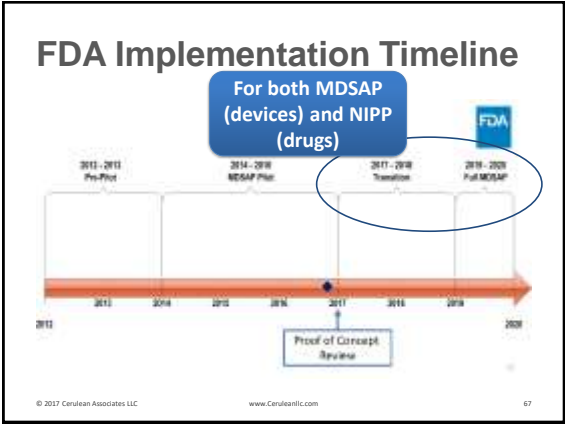 FDA Implementation Timeline
For both MDSAP
(devices) and NIPP
(drugs)
FDA
2012 - 2013
Pre-Pilot
2014 - 2016
MDSAP Pilot
2017 - 2018
Transition
2019 - 2020
Full MDSAP
2013 2014 2015 2016 2017 2018 2019
2012 2020
Proof of Concept
Review
© 2017 Cerulean Associates LLC www.Ceruleanllc.com 67